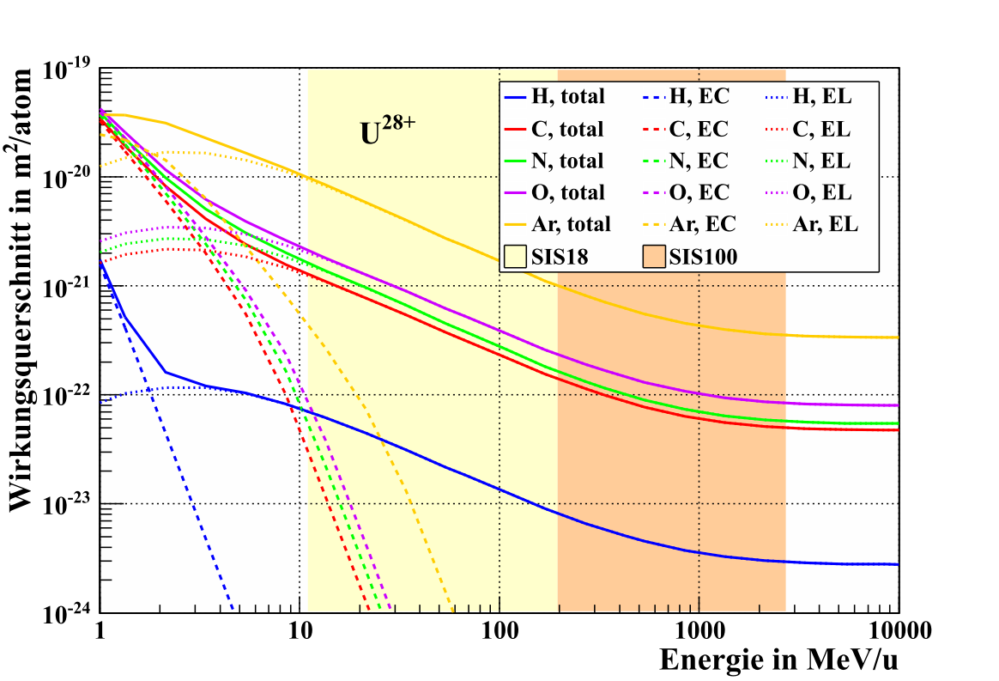 10-19
10-20
10-21
10-22
10-23
10-24
Wirkungsquerschnitt in m2/atom
U28+
H, total H, EC H, EL
C, total C, EC C, EL
N, total N, EC N, EL
O, total O, EC O, EL
Ar, total Ar, EC Ar, EL
SIS18 SIS100
1 10 100 1000 10000
Energie in MeV/u